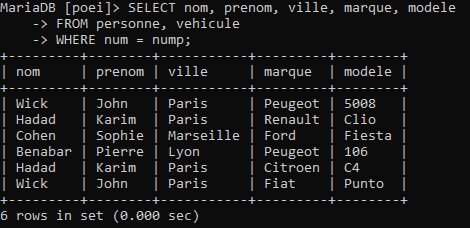 MariaDB [poei]> SELECT nom, prenom, ville, marque, modele
    -> FROM personne, vehicule
    -> WHERE num = nump;
+---------+--------+-----------+---------+--------+
| nom     | prenom | ville     | marque  | modele |
+---------+--------+-----------+---------+--------+
| Wick    | John   | Paris     | Peugeot | 5008   |
| Hadad   | Karim  | Paris     | Renault | Clio   |
| Cohen   | Sophie | Marseille | Ford    | Fiesta |
| Benabar | Pierre | Lyon      | Peugeot | 106    |
| Hadad   | Karim  | Paris     | Citroen | C4     |
| Wick    | John   | Paris     | Fiat    | Punto  |
+---------+--------+-----------+---------+--------+
6 rows in set (0.000 sec)